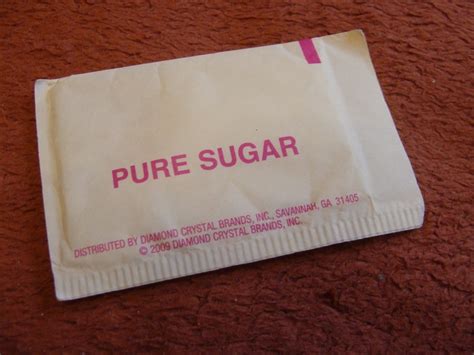 PURE SUGAR
DISTRIBUTED BY DIAMOND CRYSTAL BRANDS, INC., SAVANNAH, GA 31405
© 2009 DIAMOND CRYSTAL BRANDS, INC.